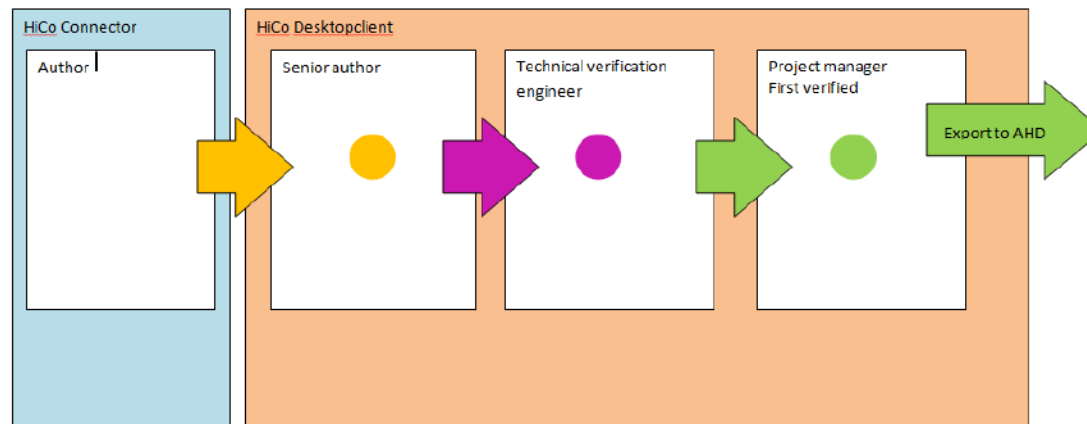 HiCo Connector
HiCo Desktopclient
Author
Senior author
Technical verification
engineer
Project manager
First verified
Export to AHD